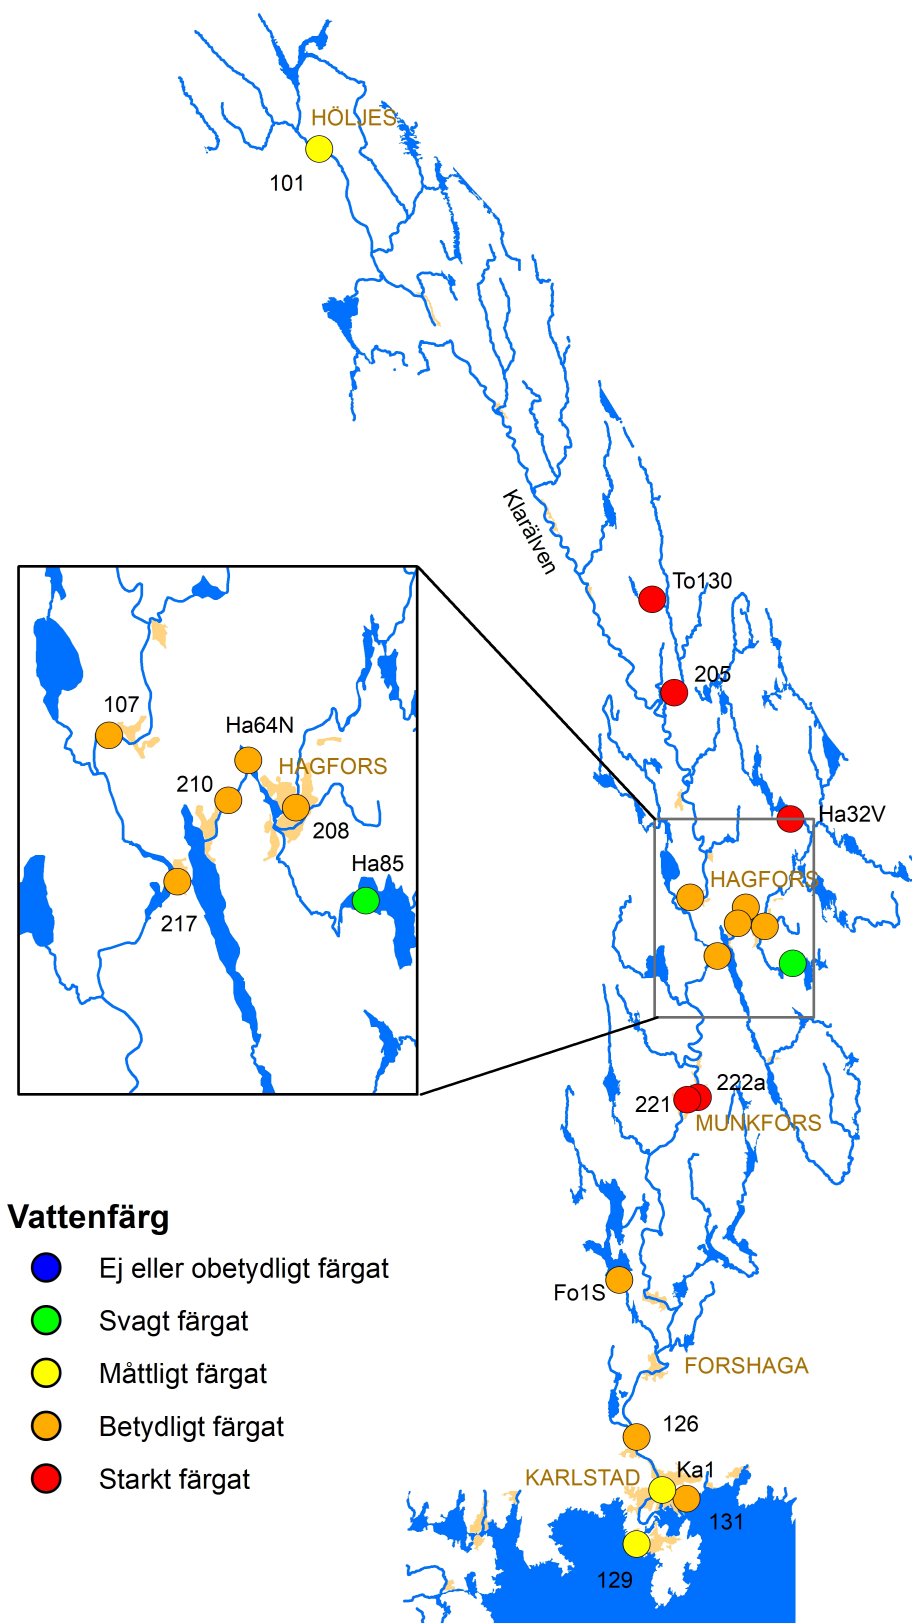 HÖLJES
101
Klarälven
To130
205
107
Ha64N
HAGFORS
210
208
Ha85
217
Ha32V
HAGFORS
222a
221
MUNKFORS
Vattenfärg
Ej eller obetydligt färgat
Svagt färgat
Måttligt färgat
Betydligt färgat
Starkt färgat
Fo1S
FORSHAGA
126
KARLSTAD
Ka1
131
129